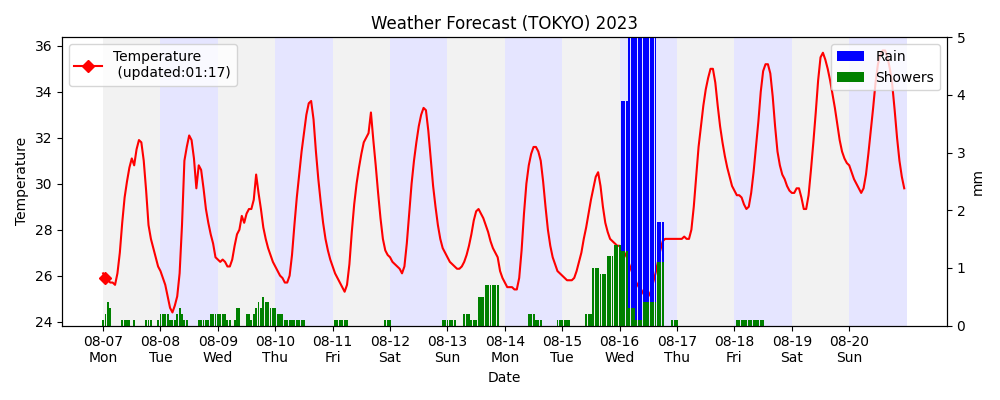 Weather Forecast (TOKYO) 2023
Temperature
(updated:01:17)
Rain
Showers
Temperature
36
34
32
30
28
26
24
5
4
3
2
1
0
mm
08-07 08-08 08-09 08-10 08-11 08-12 08-13 08-14 08-15 08-16 08-17 08-18 08-19 08-20
Mon Tue Wed Thu Fri Sat Sun Mon Tue Wed Thu Fri Sat Sun
Date